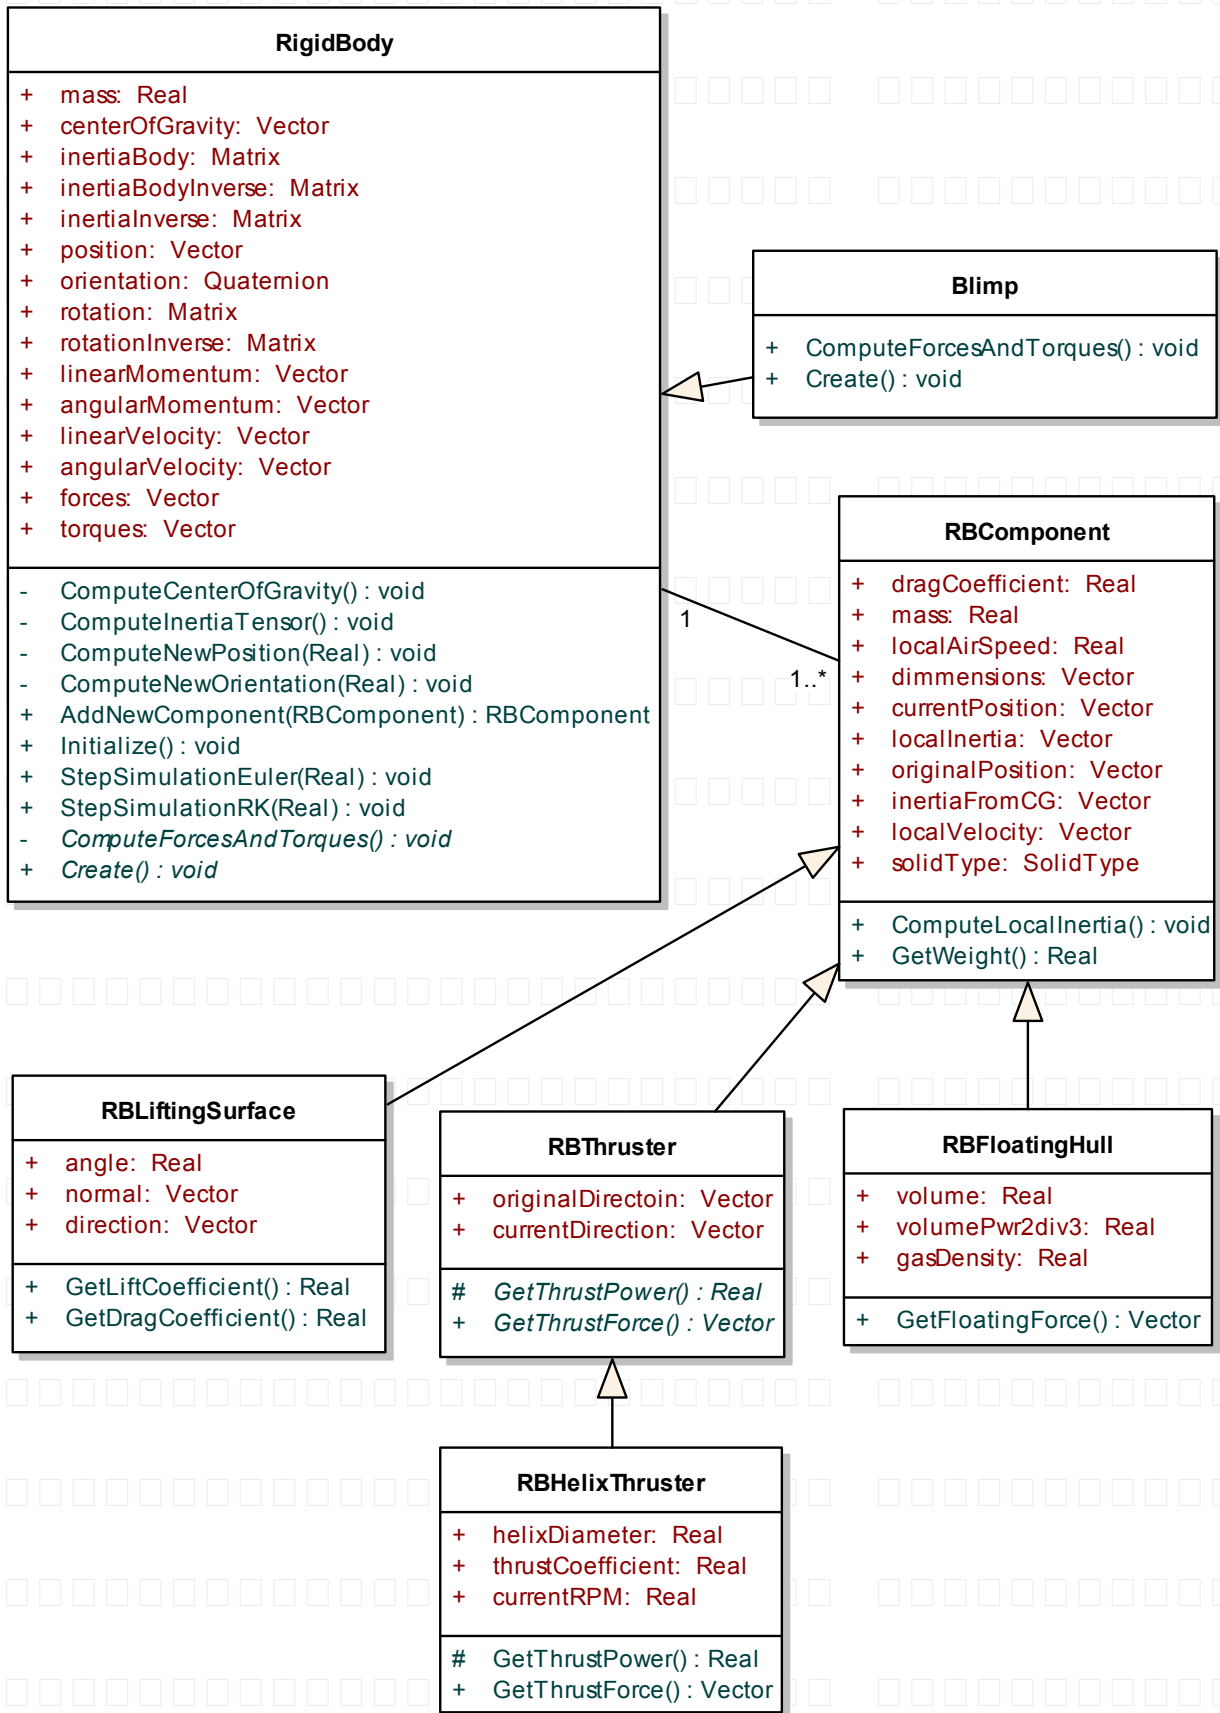 RigidBody
+ mass: Real
+ centerOfGravity: Vector
+ inertiaBody: Matrix
+ inertiaBodyInverse: Matrix
+ inertiaInverse: Matrix
+ position: Vector
+ orientation: Quaternion
+ rotation: Matrix
+ rotationInverse: Matrix
+ linearMomentum: Vector
+ angularMomentum: Vector
+ linearVelocity: Vector
+ angularVelocity: Vector
+ forces: Vector
+ torques: Vector
- ComputeCenterOfGravity() : void
- ComputeInertiaTensor() : void
- ComputeNewPosition(Real) : void
- ComputeNewOrientation(Real) : void
+ AddNewComponent(RBComponent) : RBComponent
+ Initialize() : void
+ StepSimulationEuler(Real) : void
+ StepSimulationRK(Real) : void
- ComputeForcesAndTorques() : void
+ Create() : void
Blimp
+ ComputeForcesAndTorques() : void
+ Create() : void
1
1..*
RBComponent
+ dragCoefficient: Real
+ mass: Real
+ localAirSpeed: Real
+ dimmensions: Vector
+ currentPosition: Vector
+ localInertia: Vector
+ originalPosition: Vector
+ inertiaFromCG: Vector
+ localVelocity: Vector
+ solidType: SolidType
+ ComputeLocalInertia() : void
+ GetWeight() : Real
RBLiftingSurface
+ angle: Real
+ normal: Vector
+ direction: Vector
+ GetLiftCoefficient() : Real
+ GetDragCoefficient() : Real
RBThruster
+ originalDirectoin: Vector
+ currentDirection: Vector
# GetThrustPower() : Real
+ GetThrustForce() : Vector
RBFloatingHull
+ volume: Real
+ volumePwr2div3: Real
+ gasDensity: Real
+ GetFloatingForce() : Vector
RBHelixThruster
+ helixDiameter: Real
+ thrustCoefficient: Real
+ currentRPM: Real
# GetThrustPower() : Real
+ GetThrustForce() : Vector